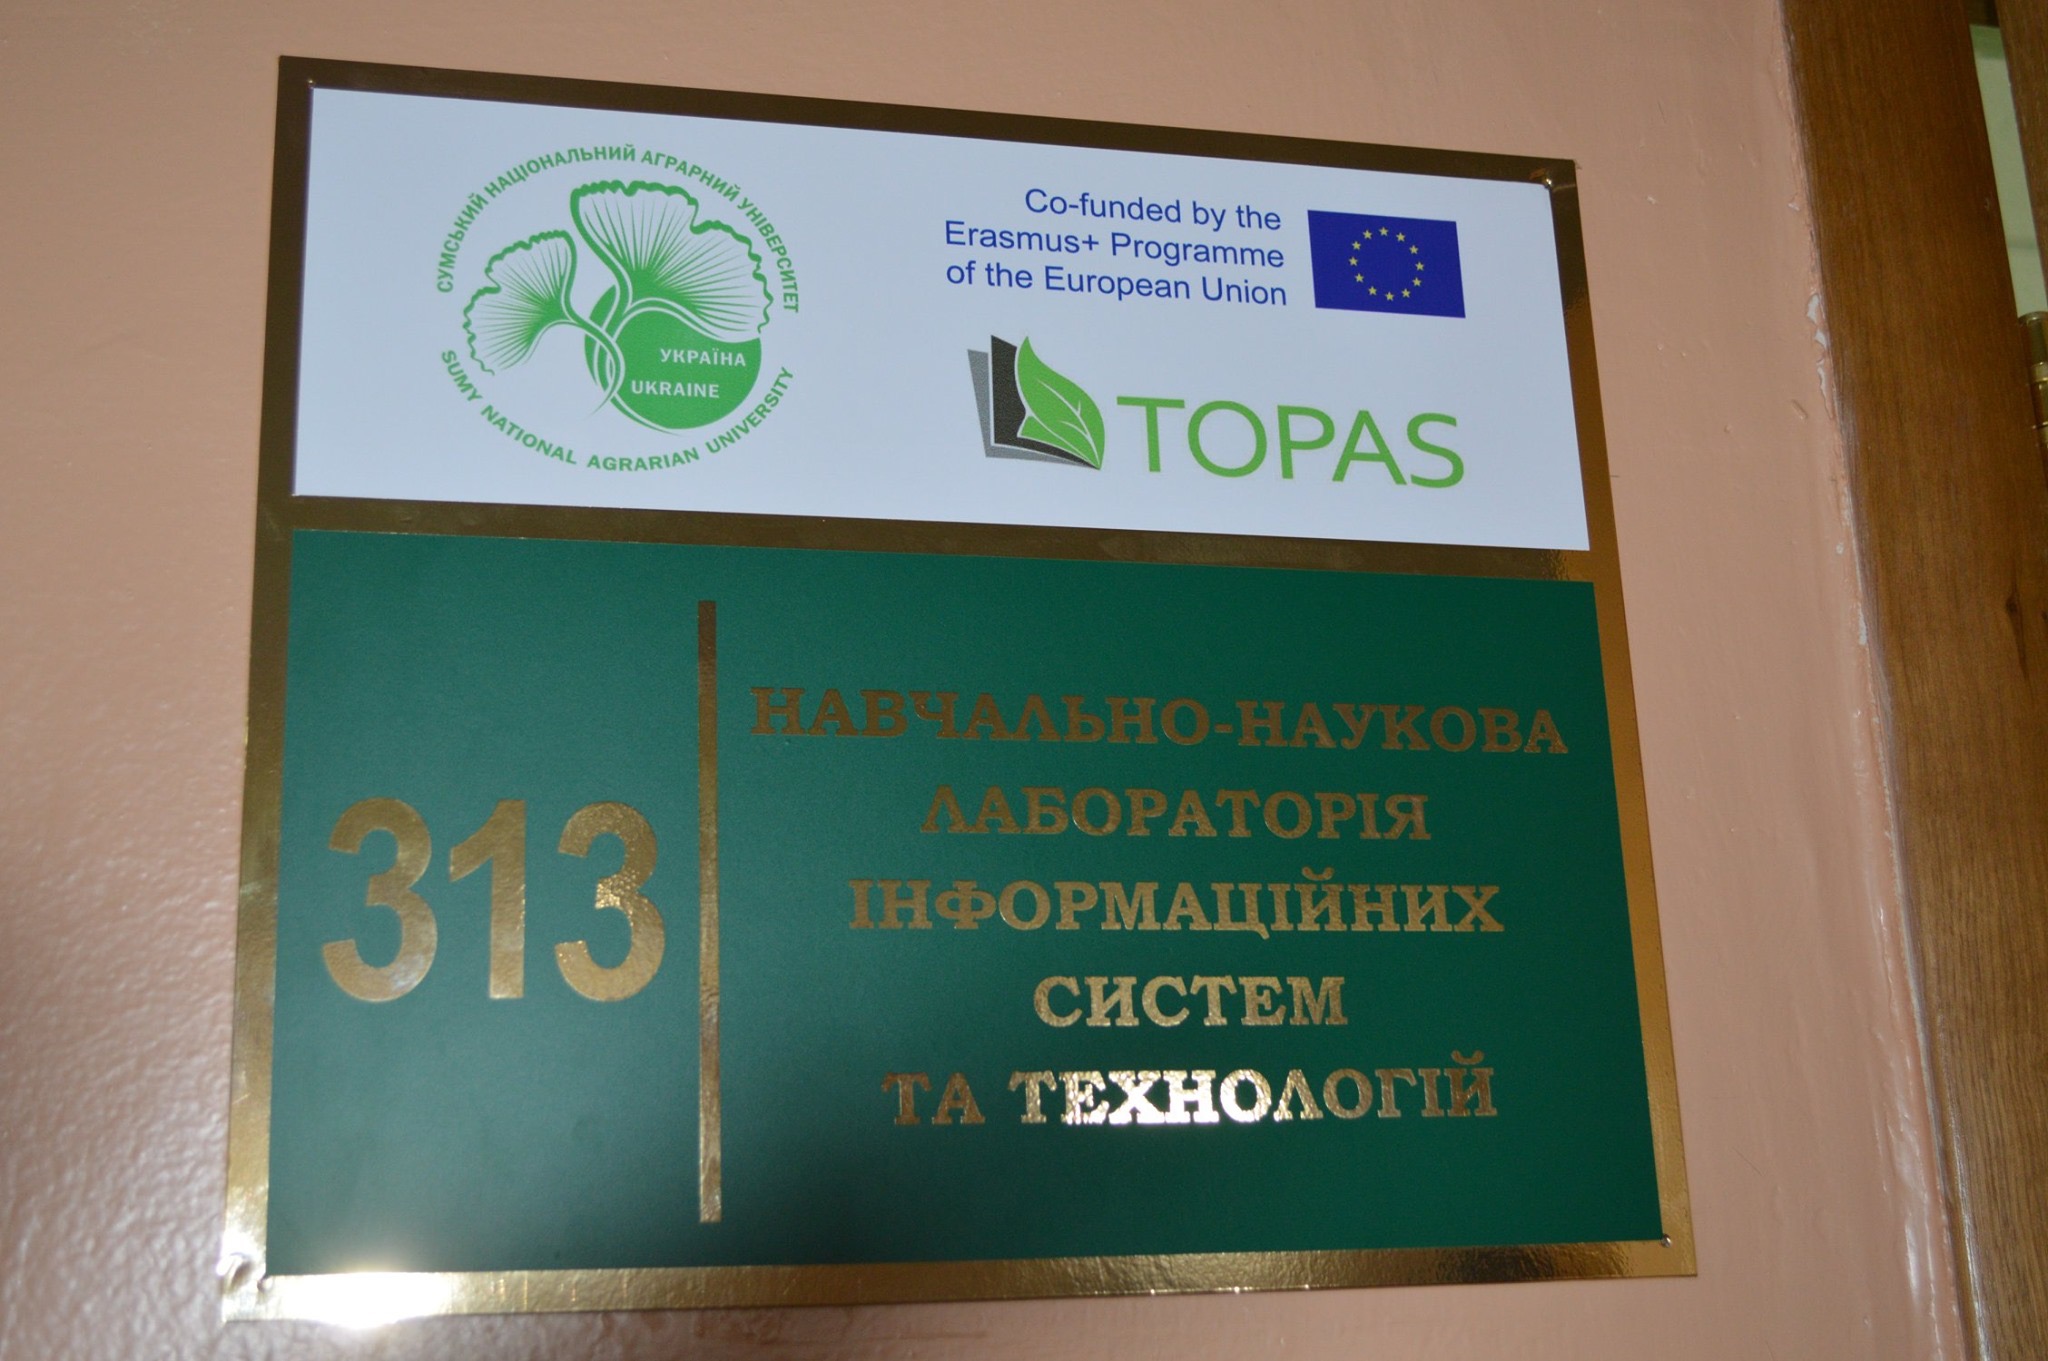 СУМСЬКИЙ НАЦІОНАЛЬНИЙ АГРАРНИЙ УНІВЕРСИТЕТ
УКРАЇНА
UKRAINE
SUMY NATIONAL AGRARIAN UNIVERSITY
Co-funded by the
Erasmus+ Programme
of the European Union
TOPAS
313
НАВЧАЛЬНО-НАУКОВА
ЛАБОРАТОРІЯ
ІНФОРМАЦІЙНИХ
СИСТЕМ
ТА ТЕХНОЛОГІЙ